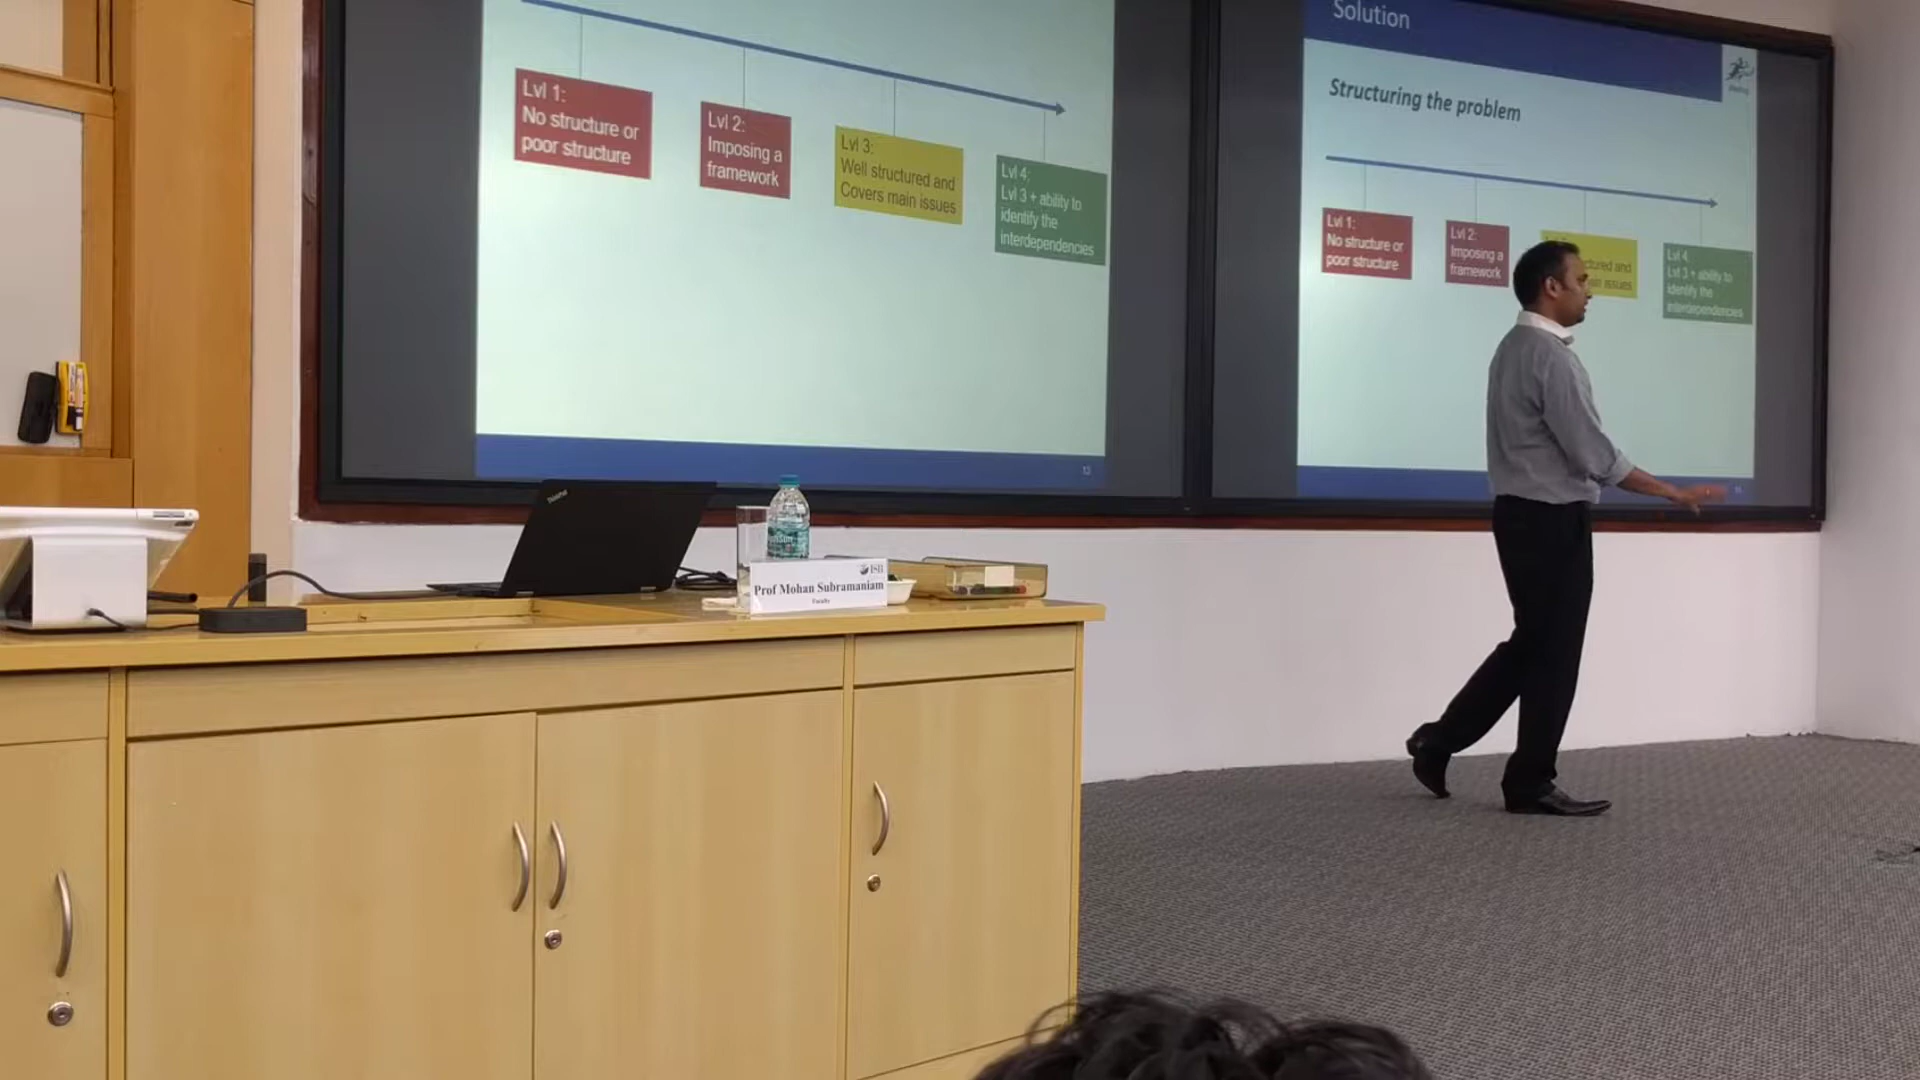 Lvl 1:
No structure or
poor structure
Lvl 2:
Imposing a
framework
Lvl 3:
Well structured and
Covers main issues
Lvl 4:
Lvl 3 + ability to
identify the
interdependencies
Solution
Structuring the problem
Lvl 1:
No structure or
poor structure
Lvl 2:
Imposing a
framework
Lvl 4:
Lvl 3 + ability to
identify the
interdependencies
issues
ThinkPad
ISB
Prof Mohan Subramaniam
Faculty